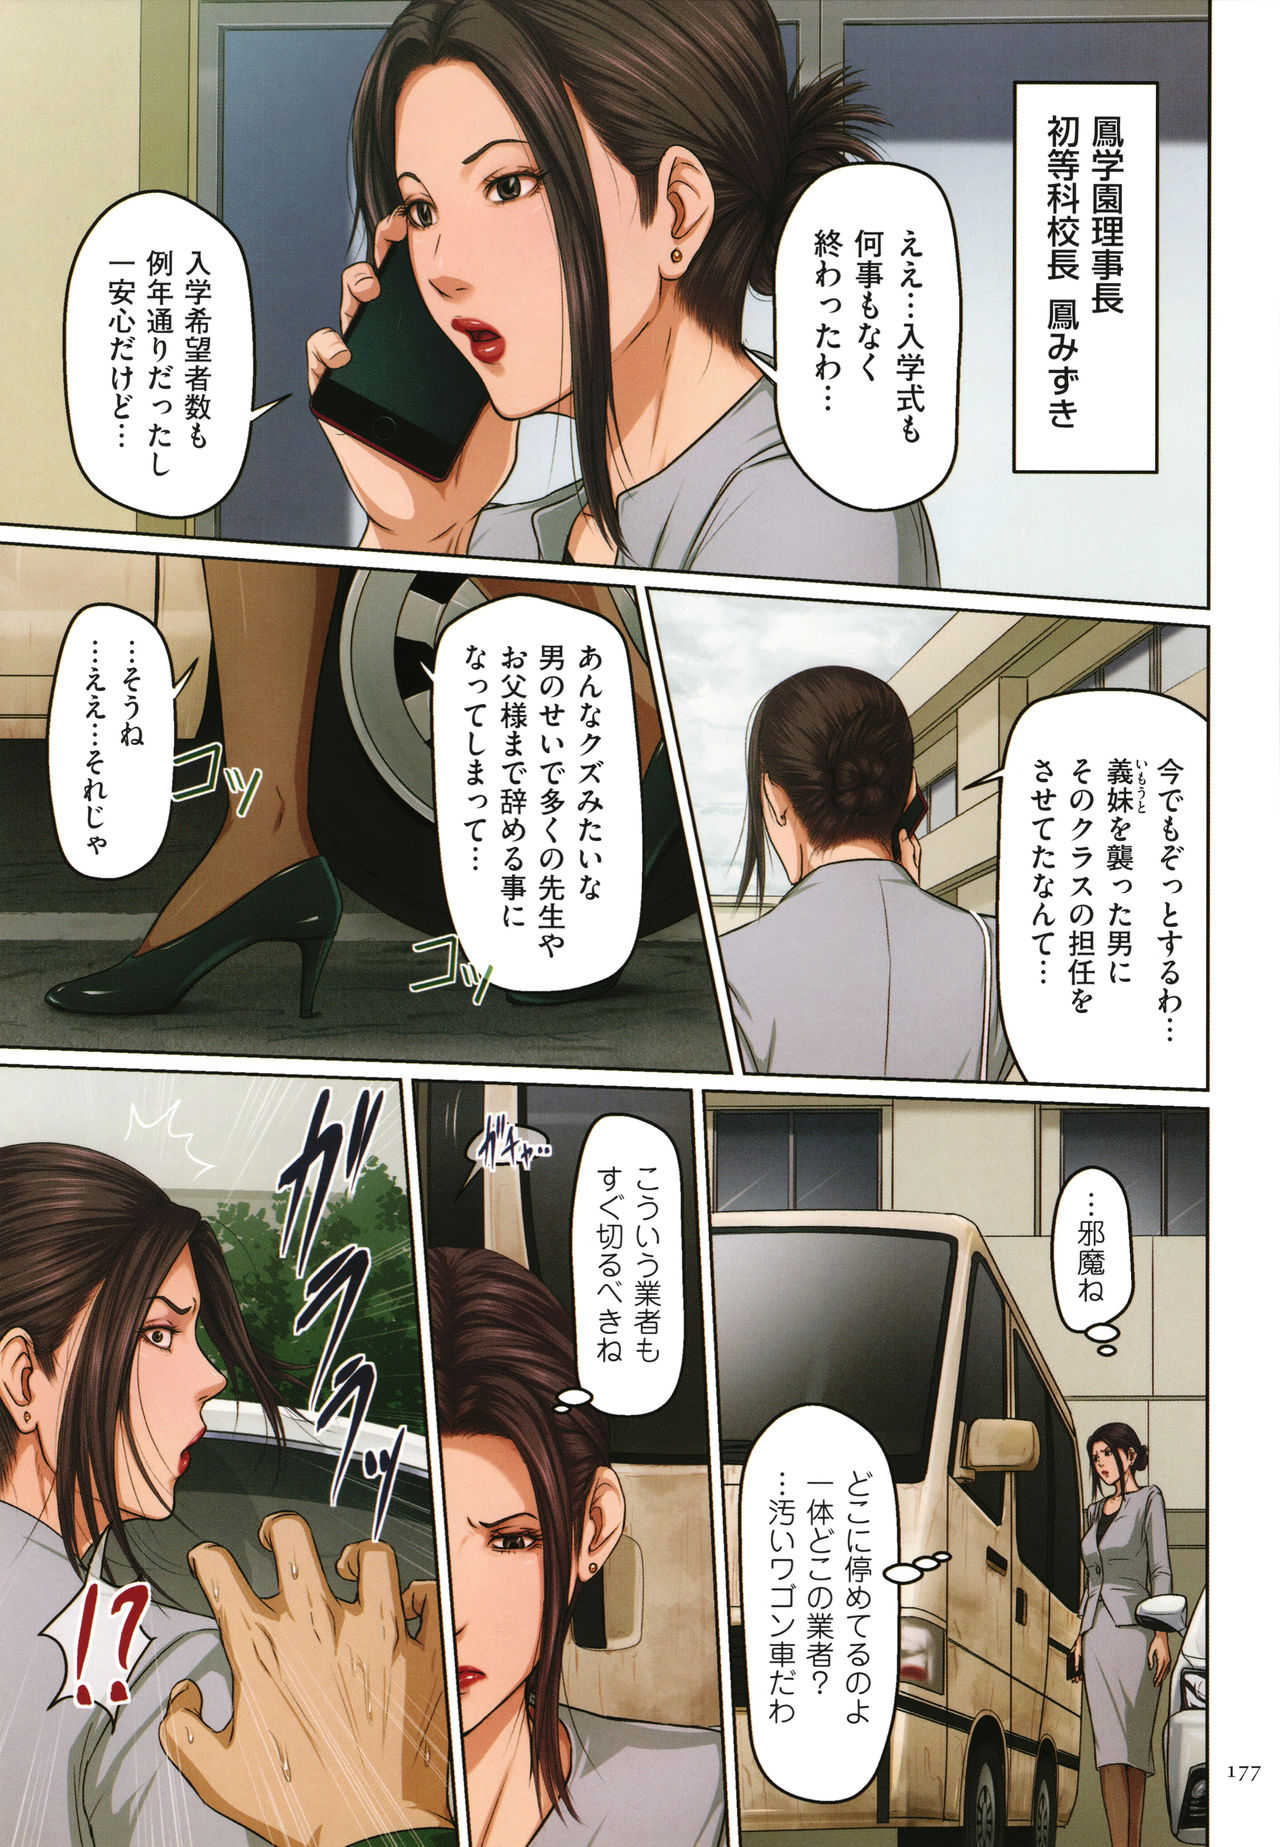 鳳学園理事長
初等科校長 鳳みずき
ええ…入学式も
何事もなく
終わったわ…
入学希望者数も
例年通りだったし
一安心だけど…
今でもぞっとするわ…
義妹を襲った男に
いもうと
そのクラスの担任を
させてたなんて…
あんなクズみたいな
男のせいで多くの先生や
お父様まで辞める事に
なってしまって…
コッ
コッ
…そうね
…ええ…それじゃ
…邪魔ね
どこに停めてるのよ
一体どこの業者?
…汚いワゴン車だわ
こういう業者も
すぐ切るべきね
ガチャ…
ガララッ
!?
177